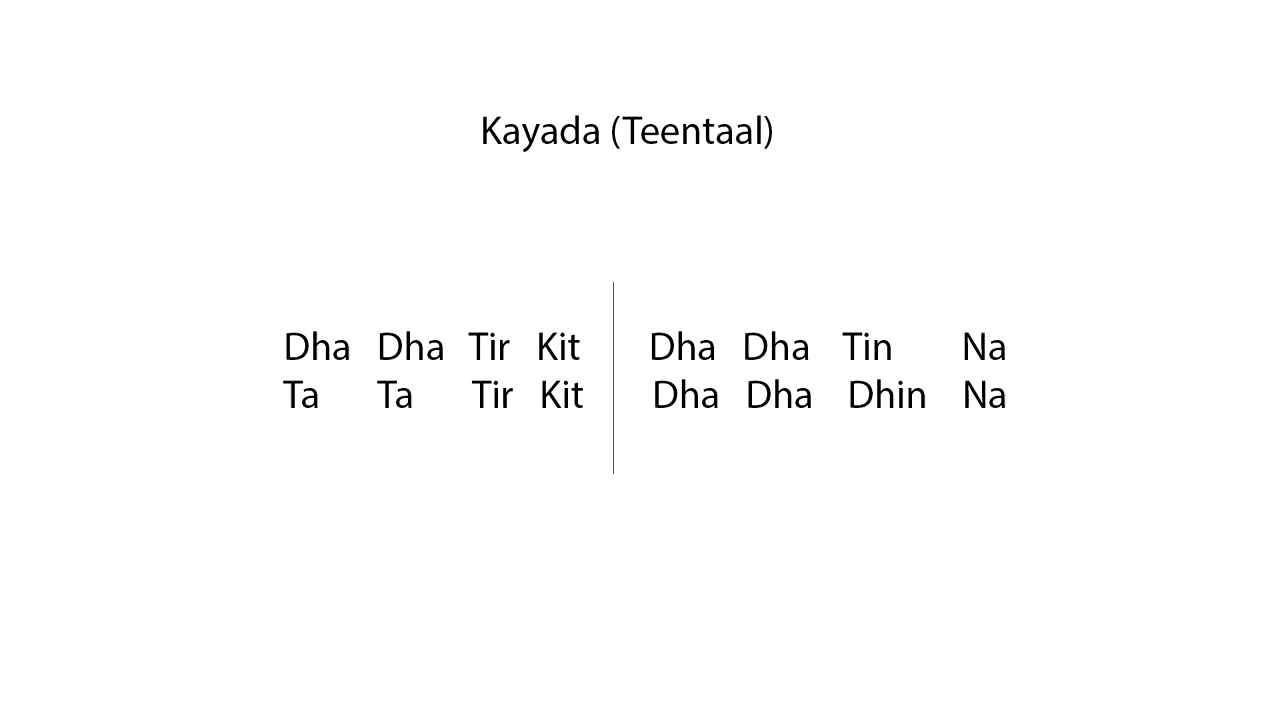 Kayada (Teentaal)
Dha Dha Tir Kit Dha Dha Tin Na
Ta Ta Tir Kit Dha Dha Dhin Na